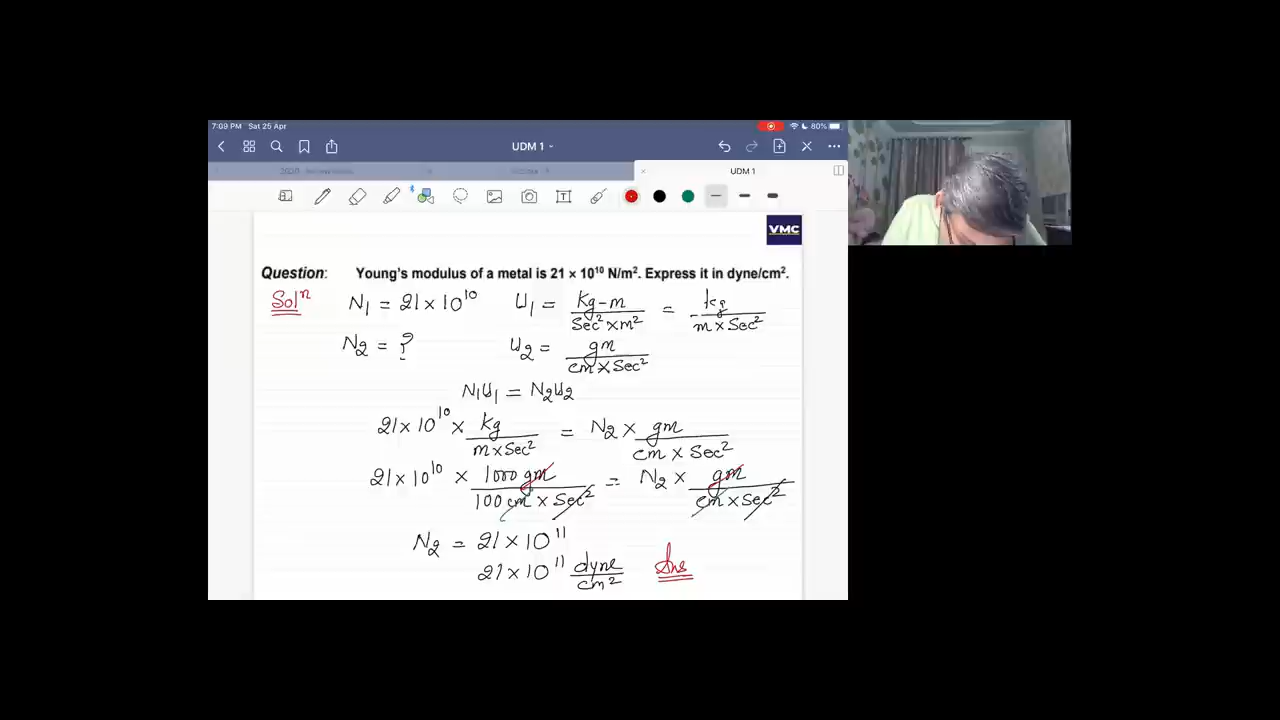 7:09 PM Sat 25 Apr 80%
UDM 1
UDM 1
VMC
Question: Young's modulus of a metal is 21 × 10¹⁰ N/m². Express it in dyne/cm².
Solⁿ N₁ = 21 × 10¹⁰ U₁ = kg-m / Sec² × m² = kg / m × Sec²
N₂ = ? U₂ = gm / cm × Sec²
N₁U₁ = N₂U₂
21 × 10¹⁰ × kg / m × Sec² = N₂ × gm / cm × Sec²
21 × 10¹⁰ × 1000 gm / 100 cm × Sec² = N₂ × gm / cm × Sec²
N₂ = 21 × 10¹¹
21 × 10¹¹ dyne / cm² Ans